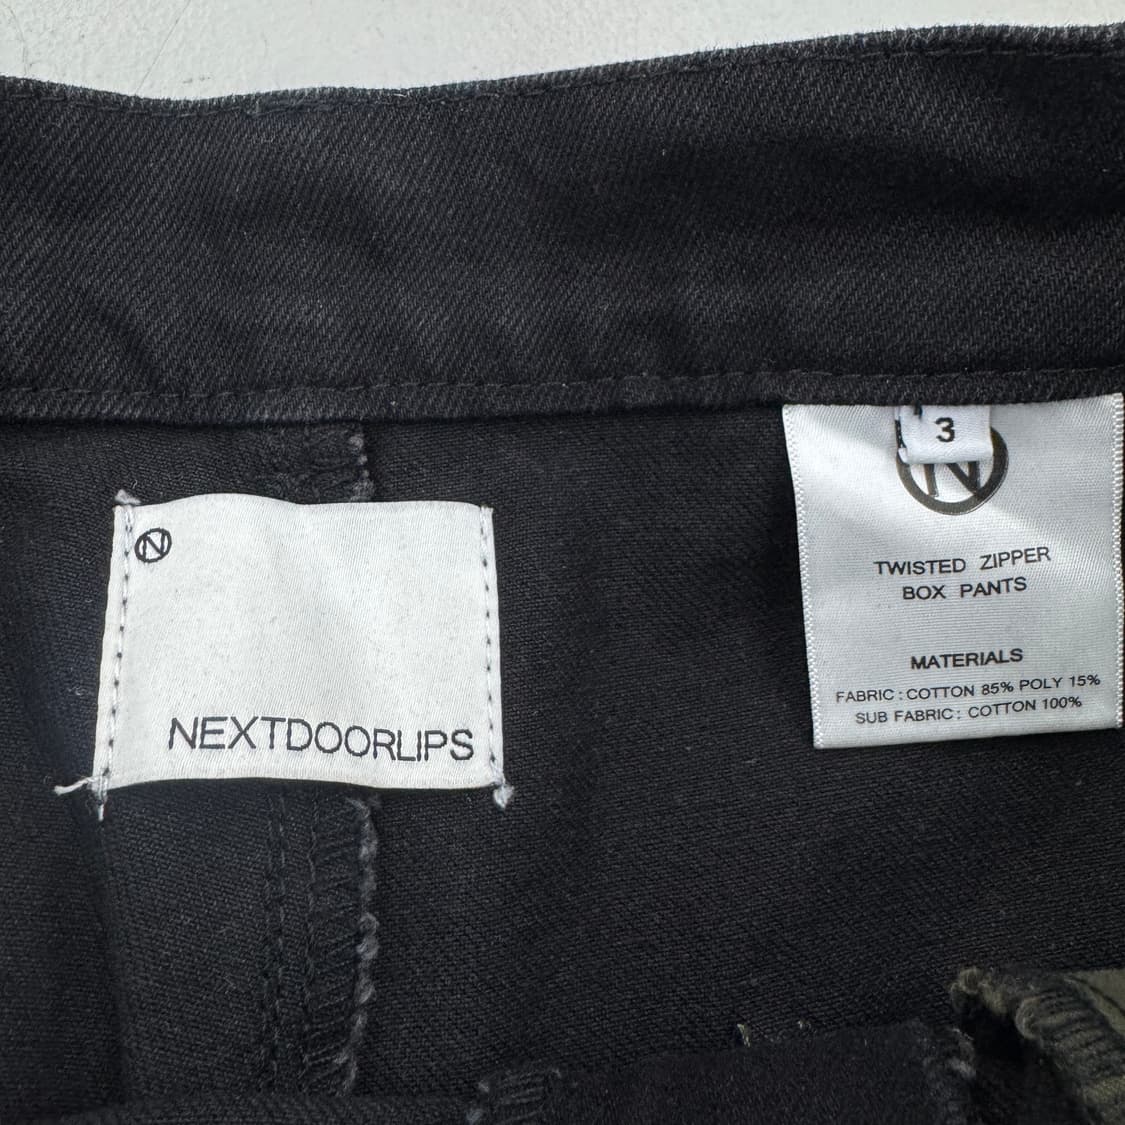 N
NEXTDOORLIPS
3
N
TWISTED ZIPPER
BOX PANTS
MATERIALS
FABRIC : COTTON 85% POLY 15%
SUB FABRIC : COTTON 100%